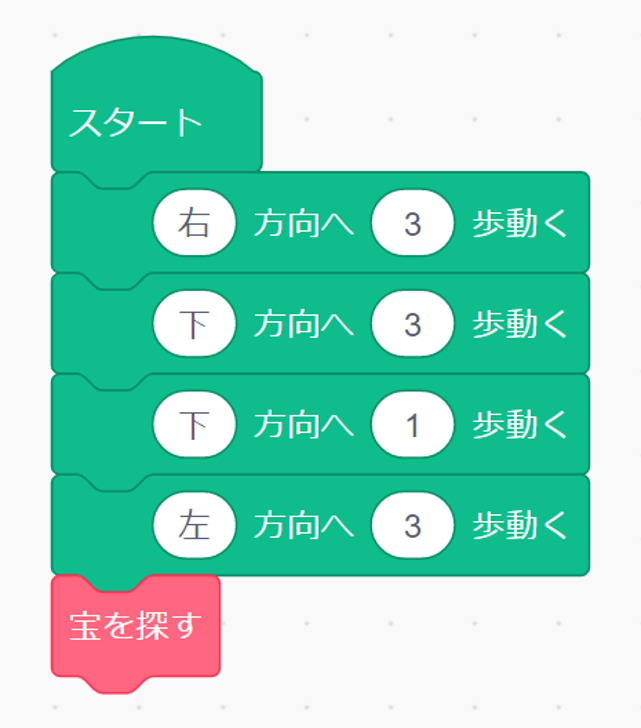 スタート
右 方向へ 3 歩動く
下 方向へ 3 歩動く
下 方向へ 1 歩動く
左 方向へ 3 歩動く
宝を探す